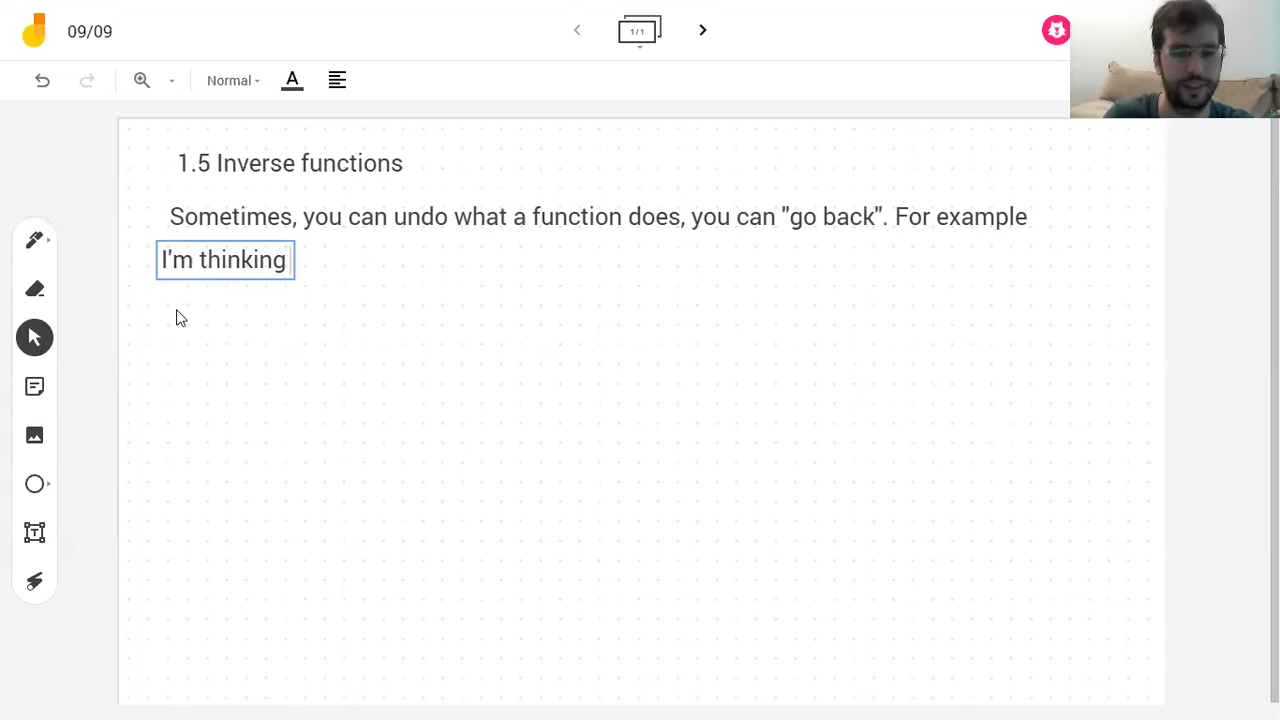 09/09
1/1
Normal
A
1.5 Inverse functions
Sometimes, you can undo what a function does, you can "go back". For example
I'm thinking